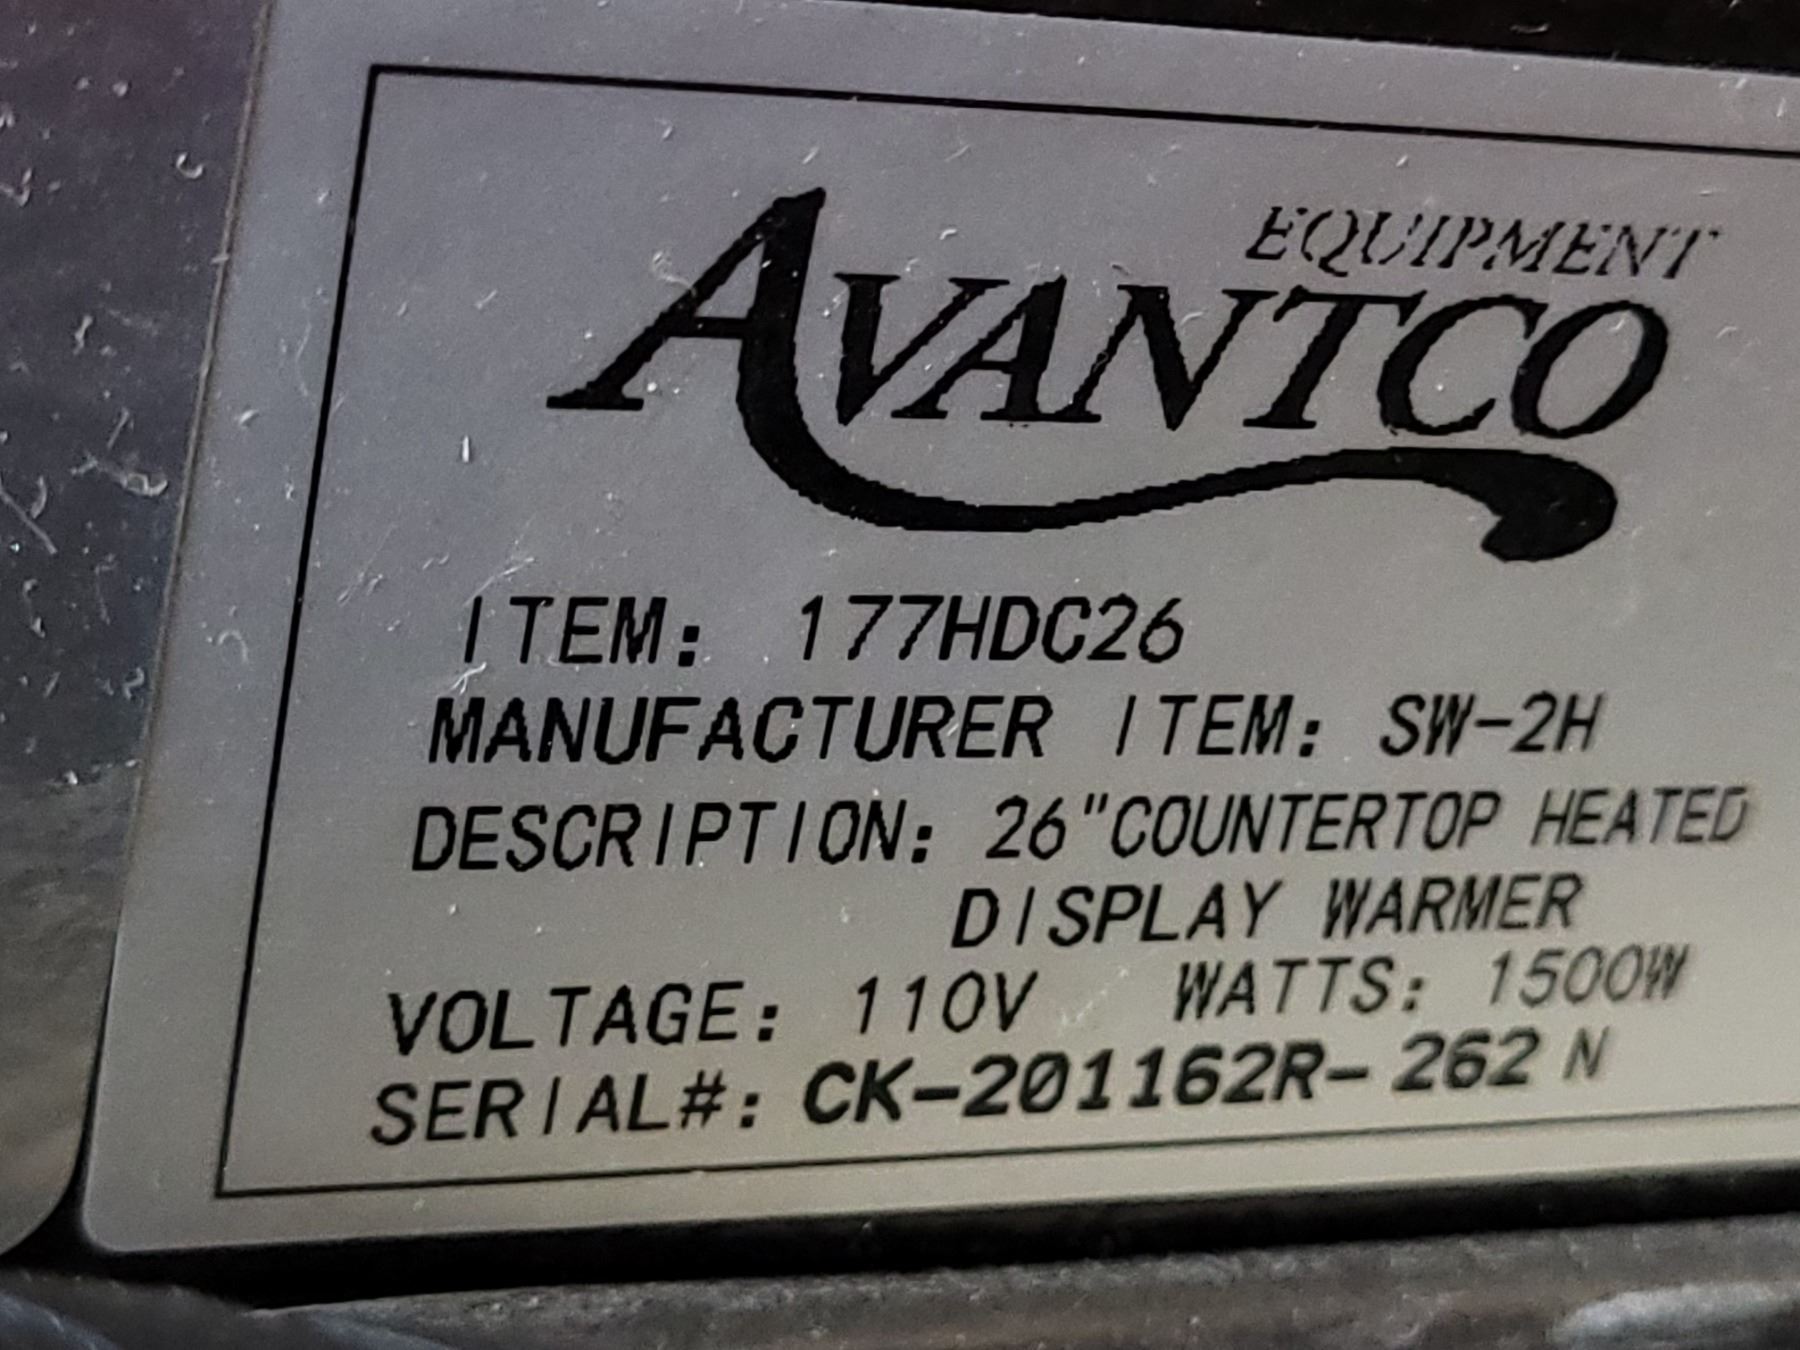 EQUIPMENT
AVANTCO
ITEM: 177HDC26
MANUFACTURER ITEM: SW-2H
DESCRIPTION: 26"COUNTERTOP HEATED
DISPLAY WARMER
VOLTAGE: 110V WATTS: 1500W
SERIAL#: CK-201162R-262 N